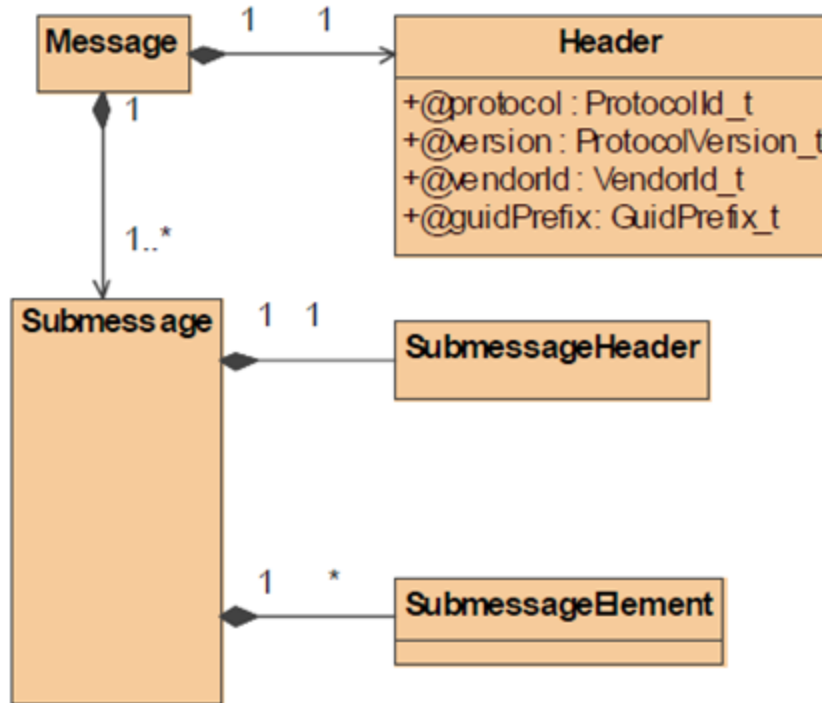 Message
1 1
Header
+@protocol : ProtocolId_t
+@version : ProtocolVersion_t
+@vendorId : VendorId_t
+@guidPrefix: GuidPrefix_t
1
1..*
Submessage
1 1
SubmessageHeader
1 *
SubmessageElement